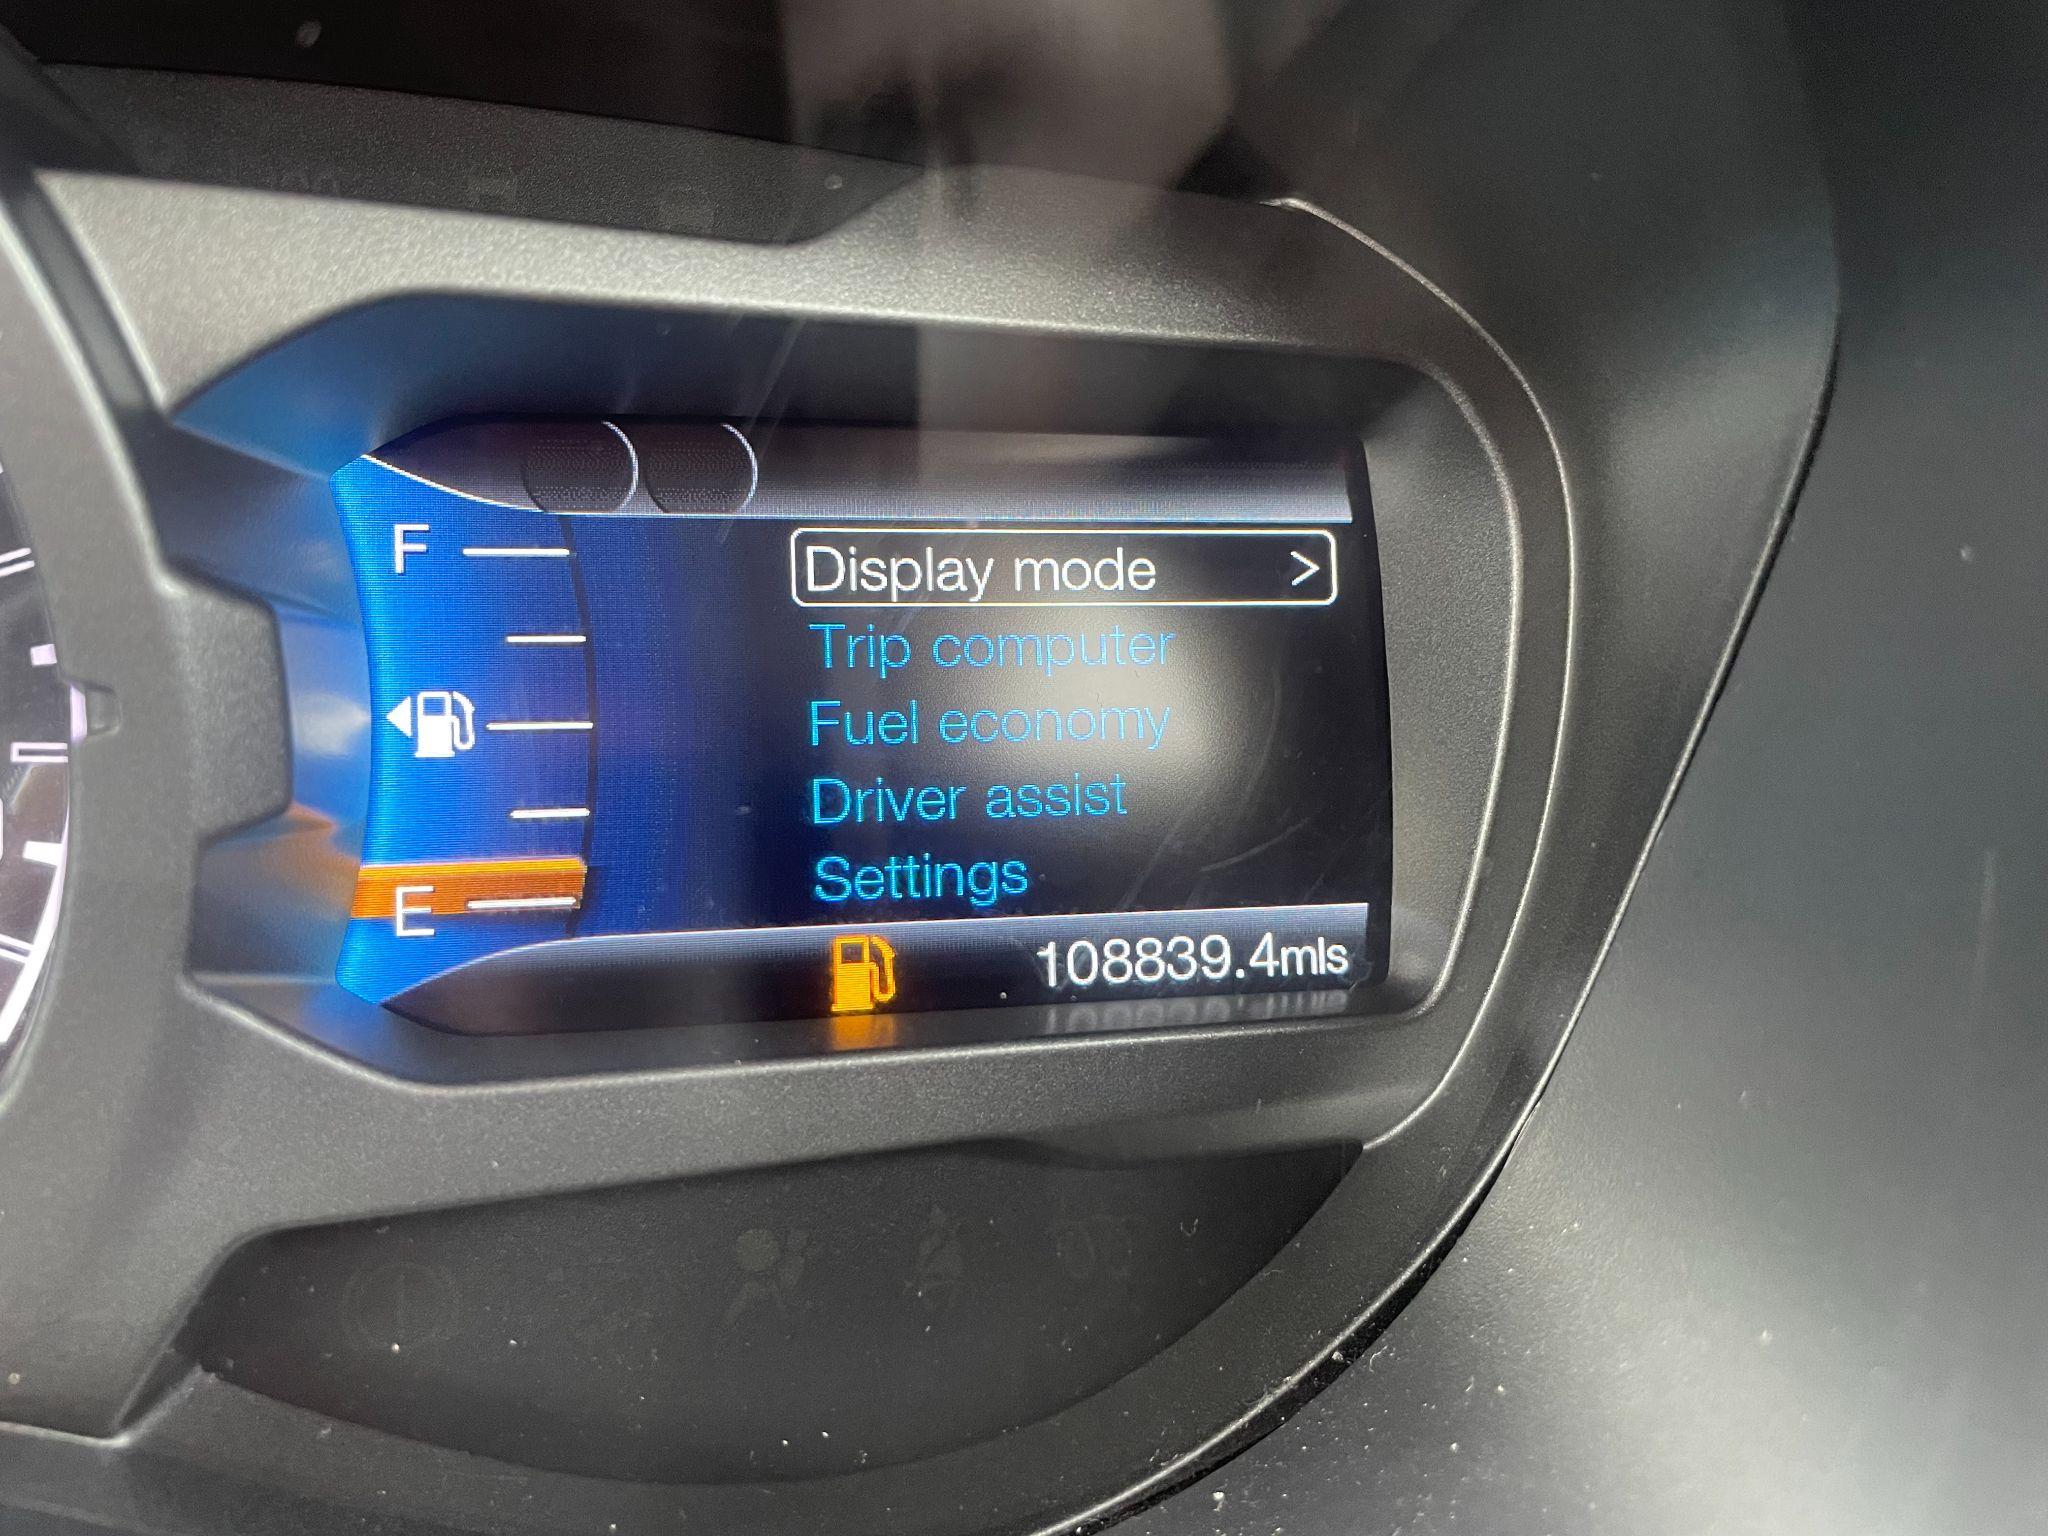 F
Display mode >
Trip computer
Fuel economy
Driver assist
Settings
E
108839.4mls